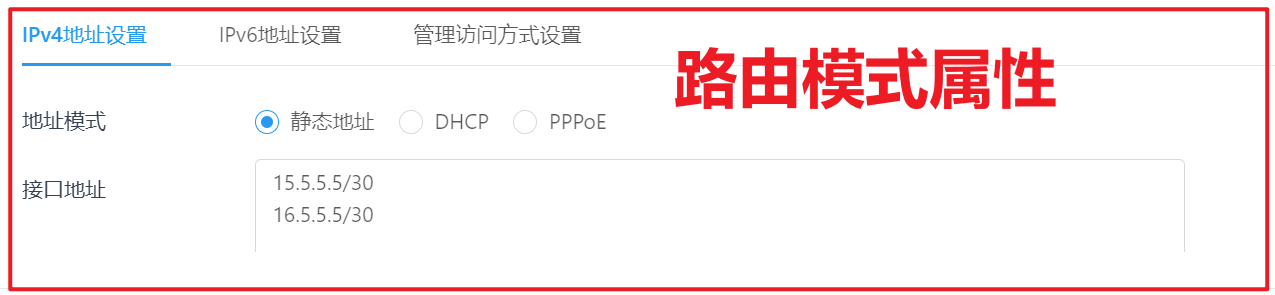 IPv4地址设置 IPv6地址设置 管理访问方式设置
路由模式属性
地址模式 静态地址 DHCP PPPoE
接口地址 15.5.5.5/30
16.5.5.5/30